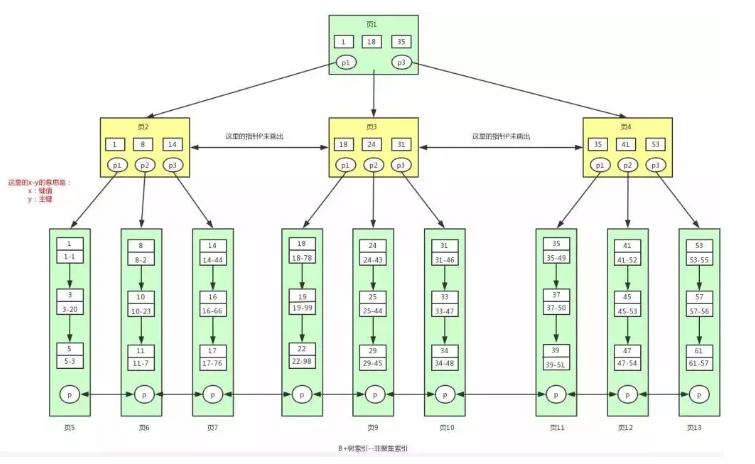 页1
1 18 35
p1 p3
页2 页3 页4
这里的指针P未画出 这里的指针P未画出
1 8 14 18 24 31 35 41 53
p1 p2 p3 p1 p2 p3 p1 p2 p3
这里的x-y的意思是：
x：键值
y：主键
1 8 14 18 24 31 35 41 53
1-1 8-2 14-44 18-78 24-43 31-46 35-49 41-52 53-55
3 10 16 19 25 33 37 45 57
3-20 10-23 16-66 19-99 25-44 33-47 37-50 45-53 57-56
5 11 17 22 29 34 39 47 61
5-3 11-7 17-76 22-98 29-45 34-48 39-51 47-54 61-57
p p p p p p p p p
页5 页6 页7 页9 页10 页11 页12 页13
B+树索引--非聚集索引